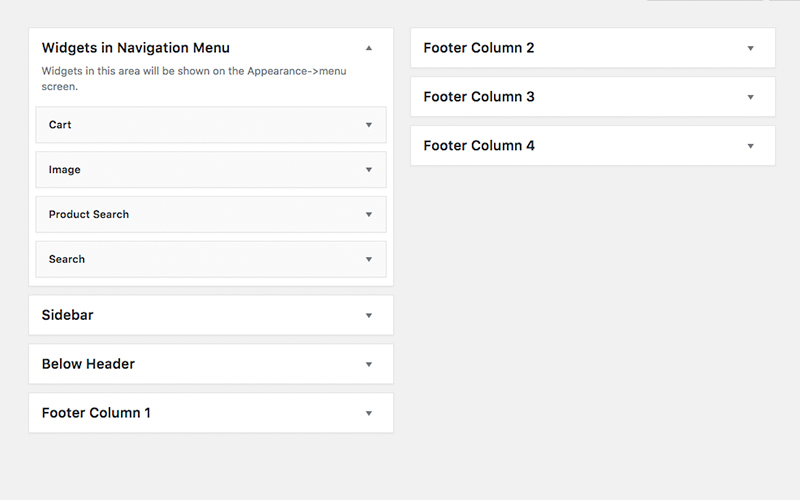 Widgets in Navigation Menu
Widgets in this area will be shown on the Appearance->menu
screen.
Cart
Image
Product Search
Search
Sidebar
Below Header
Footer Column 1
Footer Column 2
Footer Column 3
Footer Column 4